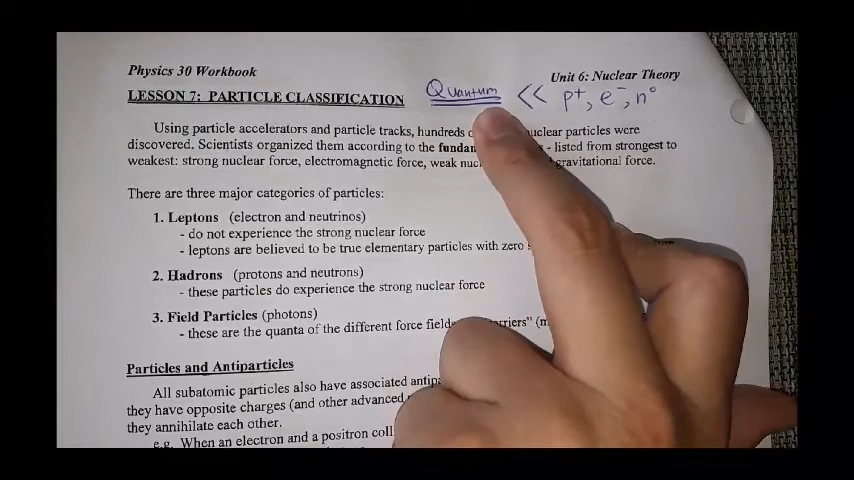 Physics 30 Workbook
Unit 6: Nuclear Theory
LESSON 7: PARTICLE CLASSIFICATION
Quantum << p⁺, e⁻, n⁰
Using particle accelerators and particle tracks, hundreds nuclear particles were
discovered. Scientists organized them according to the - listed from strongest to
weakest: strong nuclear force, electromagnetic force, weak gravitational force.
There are three major categories of particles:
1. Leptons (electron and neutrinos)
- do not experience the strong nuclear force
- leptons are believed to be true elementary particles with zero
2. Hadrons (protons and neutrons)
- these particles do experience the strong nuclear force
3. Field Particles (photons)
- these are the quanta of the different force
Particles and Antiparticles
All subatomic particles also have associated
they have opposite charges (and other advanced
they annihilate each other.
e.g. When an electron and a positron